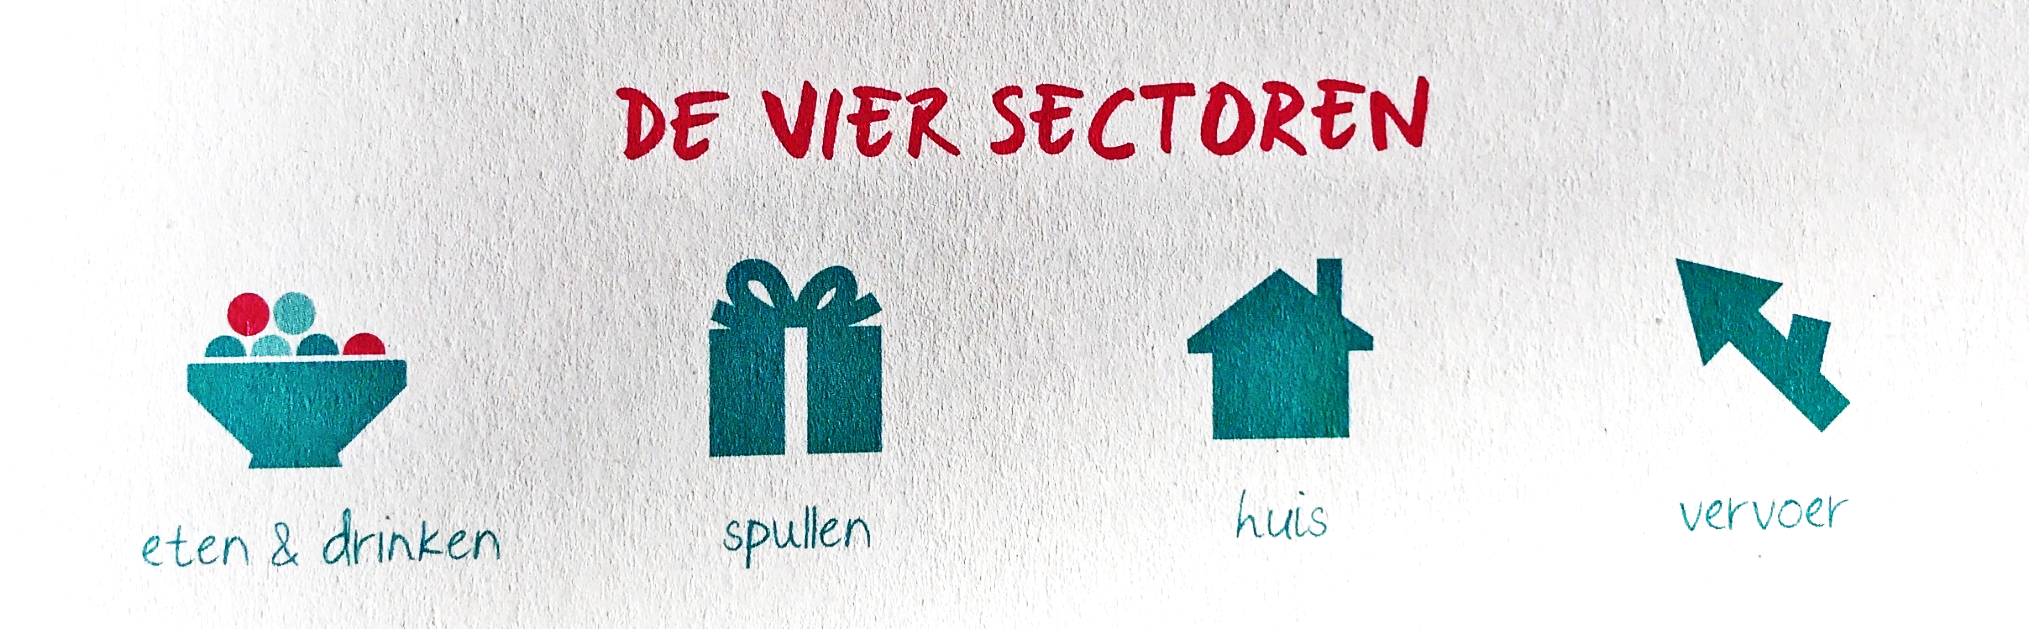 DE VIER SECTOREN
eten & drinken
spullen
huis
vervoer